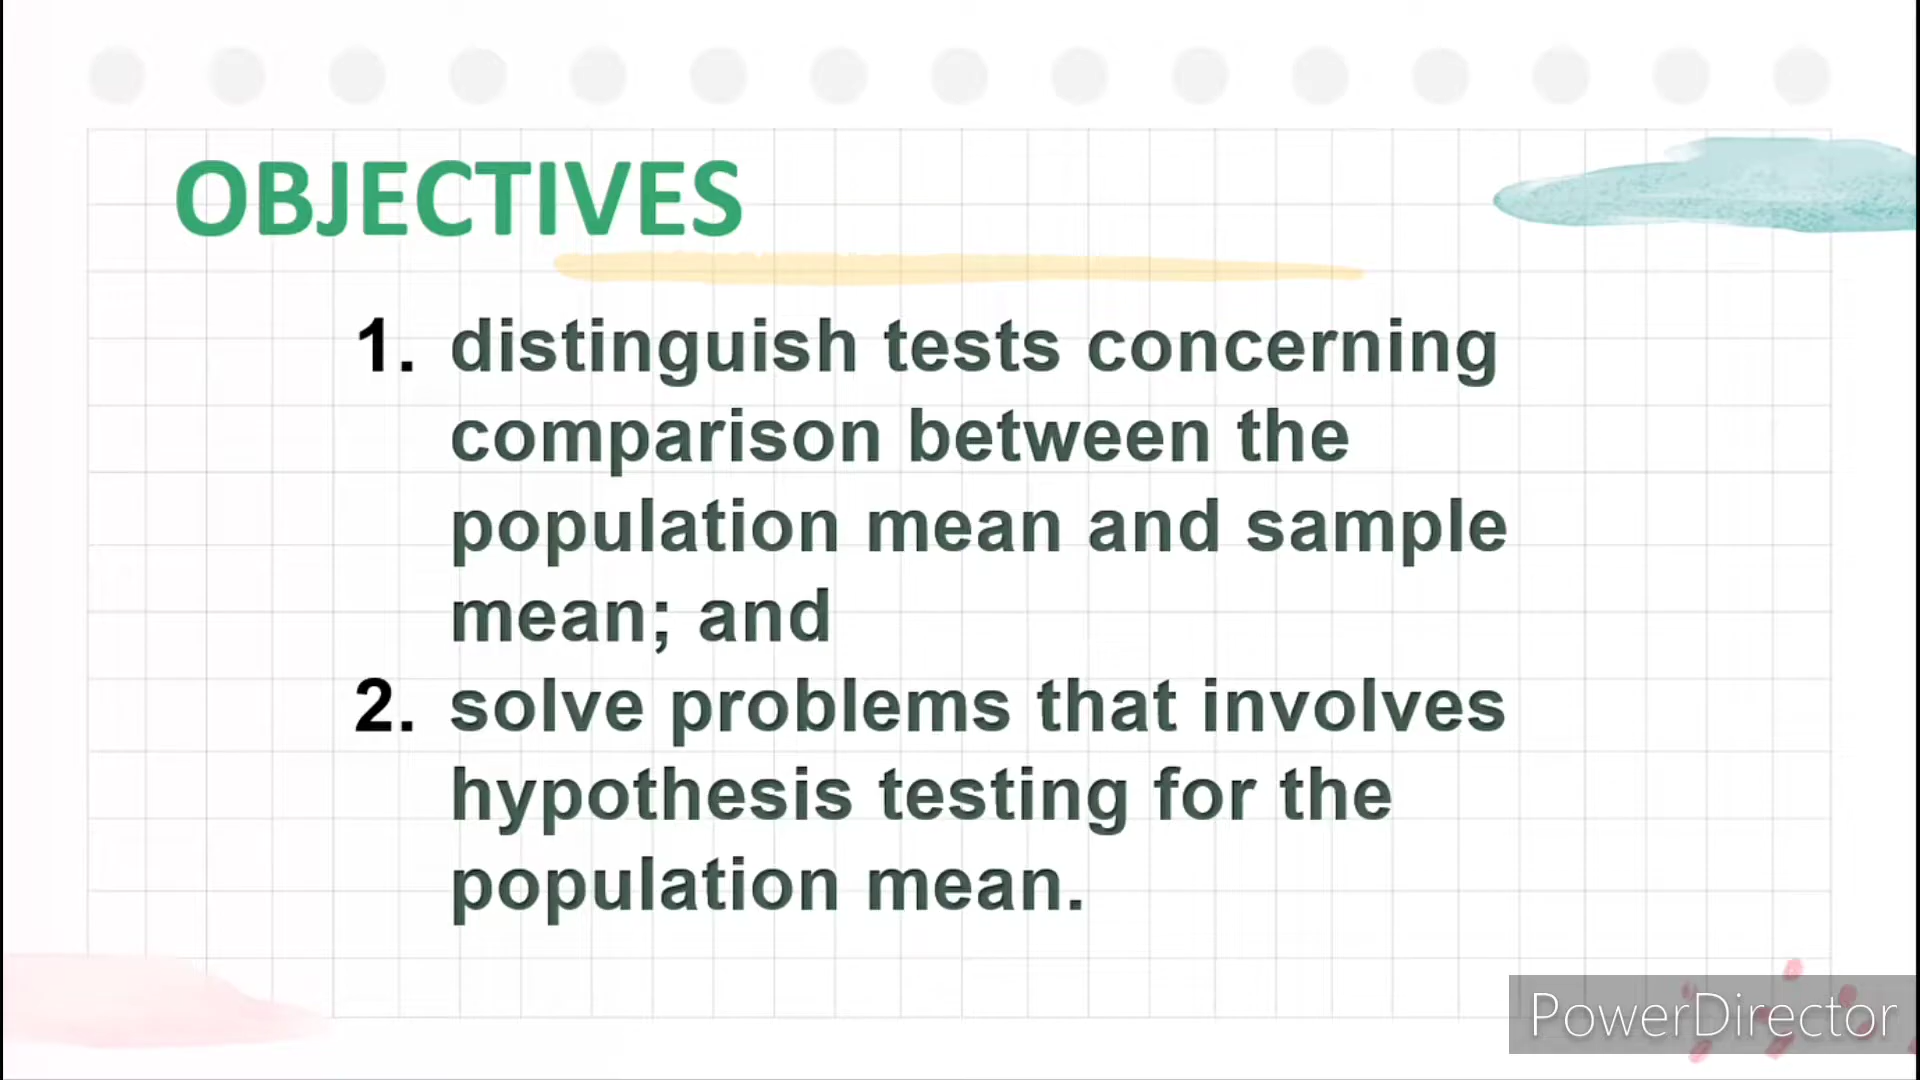 OBJECTIVES
1. distinguish tests concerning
comparison between the
population mean and sample
mean; and
2. solve problems that involves
hypothesis testing for the
population mean.
PowerDirector